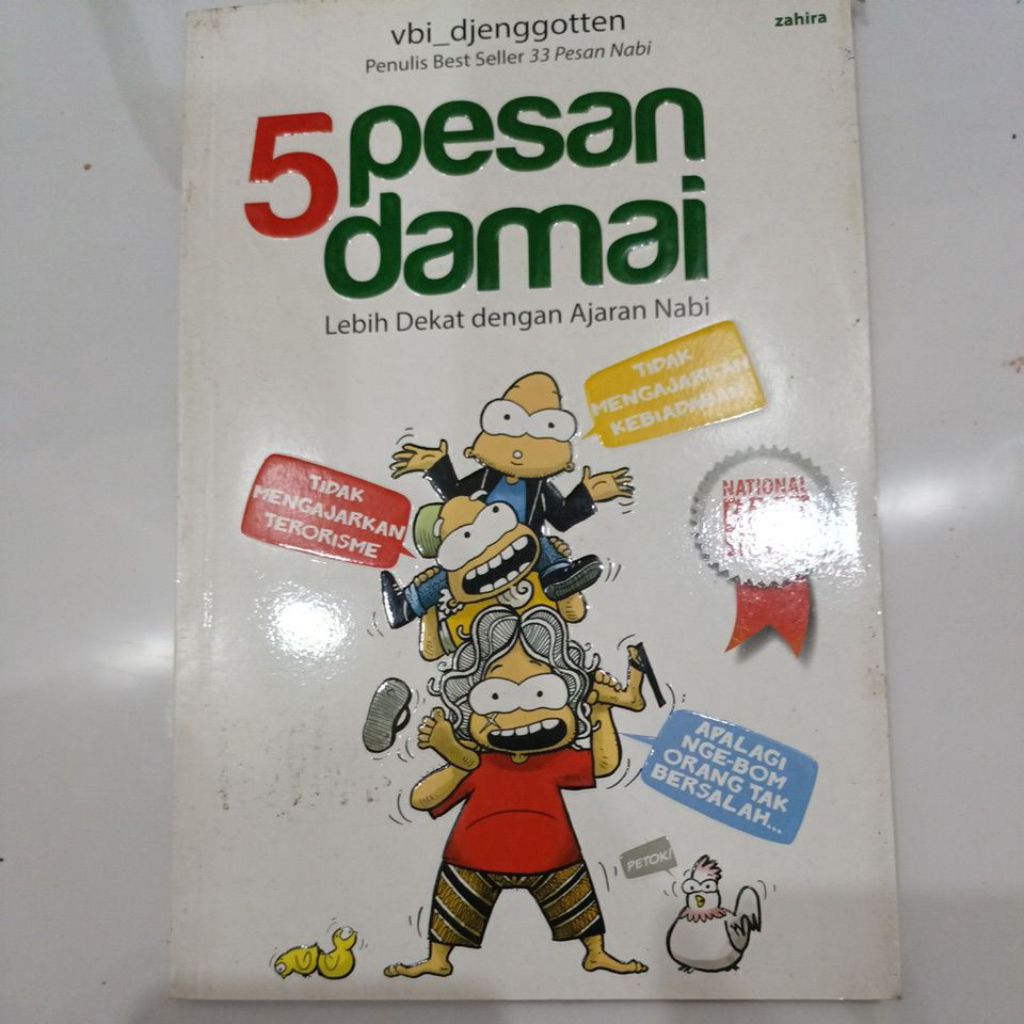 vbi_djenggotten
zahira
Penulis Best Seller 33 Pesan Nabi
5 pesan
damai
Lebih Dekat dengan Ajaran Nabi
TIDAK
MENGAJARKAN
KEBIADABAN
TIDAK
MENGAJARKAN
TERORISME
NATIONAL
APALAGI
NGE-BOM
ORANG TAK
BERSALAH...
PETOK!